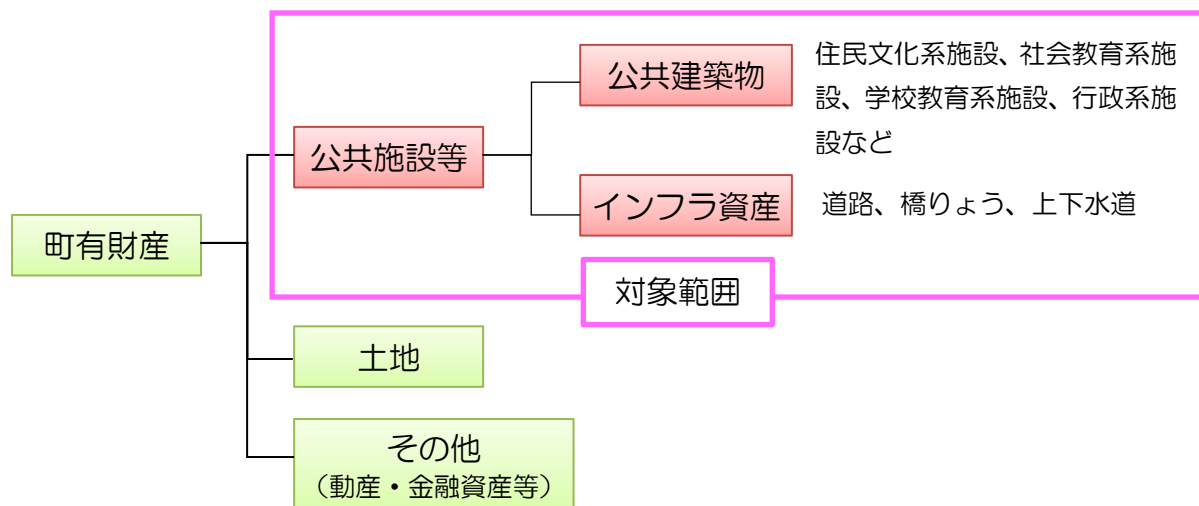 公共建築物
住民文化系施設、社会教育系施
設、学校教育系施設、行政系施
設など
公共施設等
インフラ資産
道路、橋りょう、上下水道
町有財産
対象範囲
土地
その他
（動産・金融資産等）